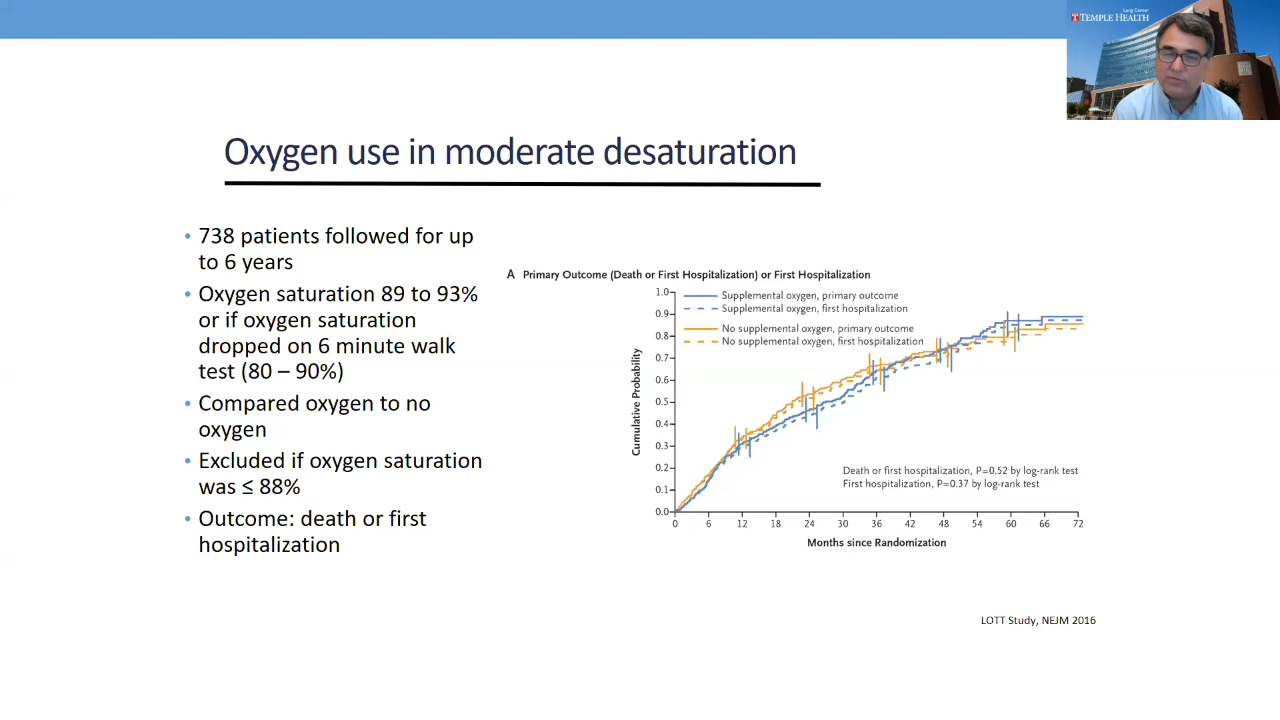 Lung Center
TEMPLE HEALTH
Oxygen use in moderate desaturation
• 738 patients followed for up
to 6 years
• Oxygen saturation 89 to 93%
or if oxygen saturation
dropped on 6 minute walk
test (80 – 90%)
• Compared oxygen to no
oxygen
• Excluded if oxygen saturation
was ≤ 88%
• Outcome: death or first
hospitalization
A Primary Outcome (Death or First Hospitalization) or First Hospitalization
Cumulative Probability
1.0
0.9
0.8
0.7
0.6
0.5
0.4
0.3
0.2
0.1
0.0
Supplemental oxygen, primary outcome
Supplemental oxygen, first hospitalization
No supplemental oxygen, primary outcome
No supplemental oxygen, first hospitalization
Death or first hospitalization, P=0.52 by log-rank test
First hospitalization, P=0.37 by log-rank test
0 6 12 18 24 30 36 42 48 54 60 66 72
Months since Randomization
LOTT Study, NEJM 2016